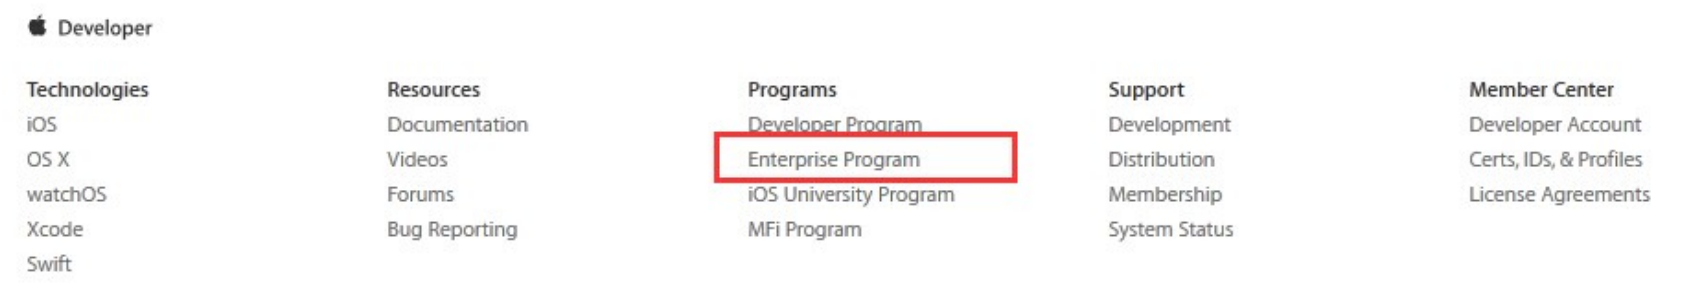 Developer
Technologies
iOS
OS X
watchOS
Xcode
Swift
Resources
Documentation
Videos
Forums
Bug Reporting
Programs
Developer Program
Enterprise Program
iOS University Program
MFi Program
Support
Development
Distribution
Membership
System Status
Member Center
Developer Account
Certs, IDs, & Profiles
License Agreements